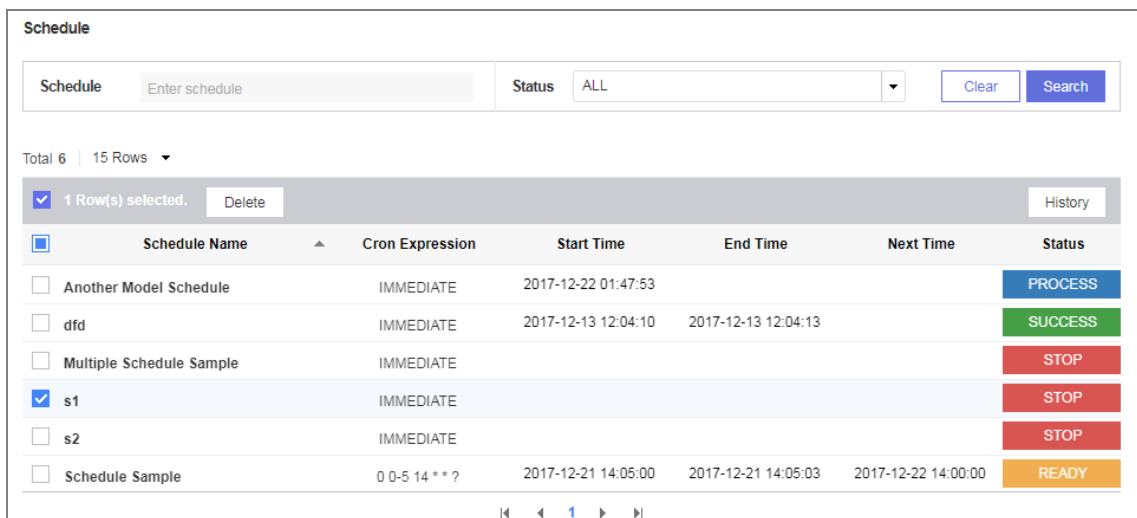 Schedule
Schedule Enter schedule Status ALL Clear Search
Total 6 15 Rows
1 Row(s) selected. Delete History
Schedule Name Cron Expression Start Time End Time Next Time Status
Another Model Schedule IMMEDIATE 2017-12-22 01:47:53 PROCESS
dfd IMMEDIATE 2017-12-13 12:04:10 2017-12-13 12:04:13 SUCCESS
Multiple Schedule Sample IMMEDIATE STOP
s1 IMMEDIATE STOP
s2 IMMEDIATE STOP
Schedule Sample 0 0-5 14 * * ? 2017-12-21 14:05:00 2017-12-21 14:05:03 2017-12-22 14:00:00 READY
1